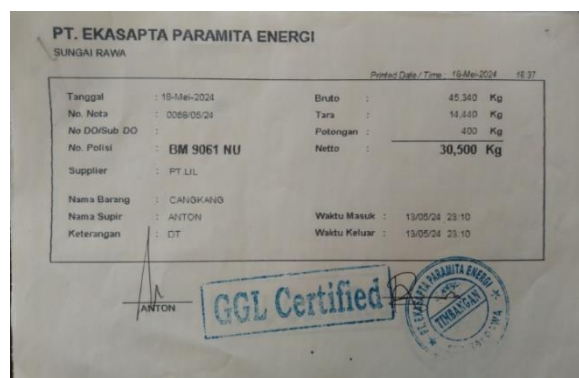 PT. EKASAPTA PARAMITA ENERGI
SUNGAI RAWA
Printed Date / Time : 18-Mei-2024 16:37
Tanggal : 18-Mei-2024 Bruto : 45,340 Kg
No. Nota : 0068/05/24 Tara : 14,440 Kg
No DO/Sub DO : Potongan : 400 Kg
No. Polisi : BM 9061 NU Netto : 30,500 Kg
Supplier : PT.LIL
Nama Barang : CANGKANG
Nama Supir : ANTON Waktu Masuk : 13/05/24 23:10
Keterangan : DT Waktu Keluar : 13/05/24 23:10
ANTON
GGL Certified
PT. EKASAPTA PARAMITA ENERGI
TIMBANGAN